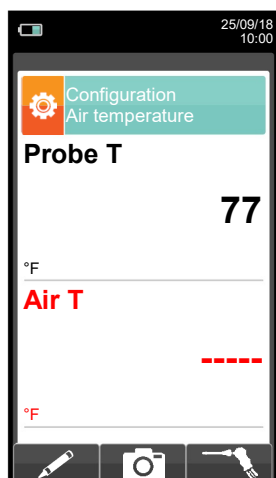 25/09/18
10:00
Configuration
Air temperature
Probe T
77
°F
Air T
-----
°F